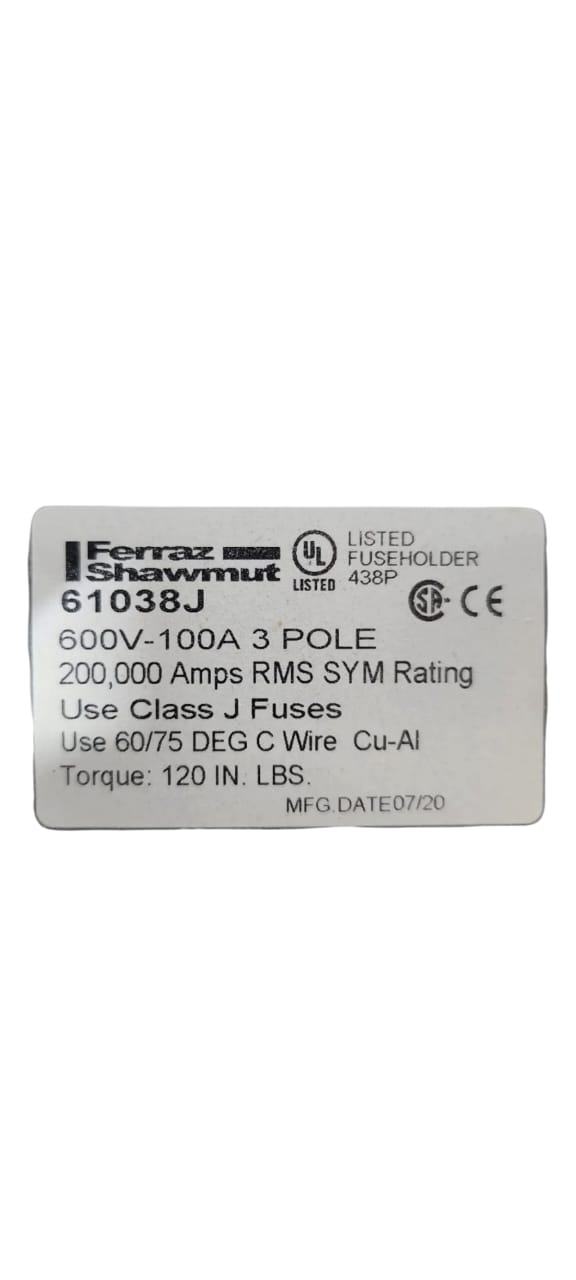 Ferraz
Shawmut
UL
LISTED
LISTED
FUSEHOLDER
438P
61038J
SA
CE
600V-100A 3 POLE
200,000 Amps RMS SYM Rating
Use Class J Fuses
Use 60/75 DEG C Wire Cu-Al
Torque: 120 IN. LBS.
MFG.DATE07/20